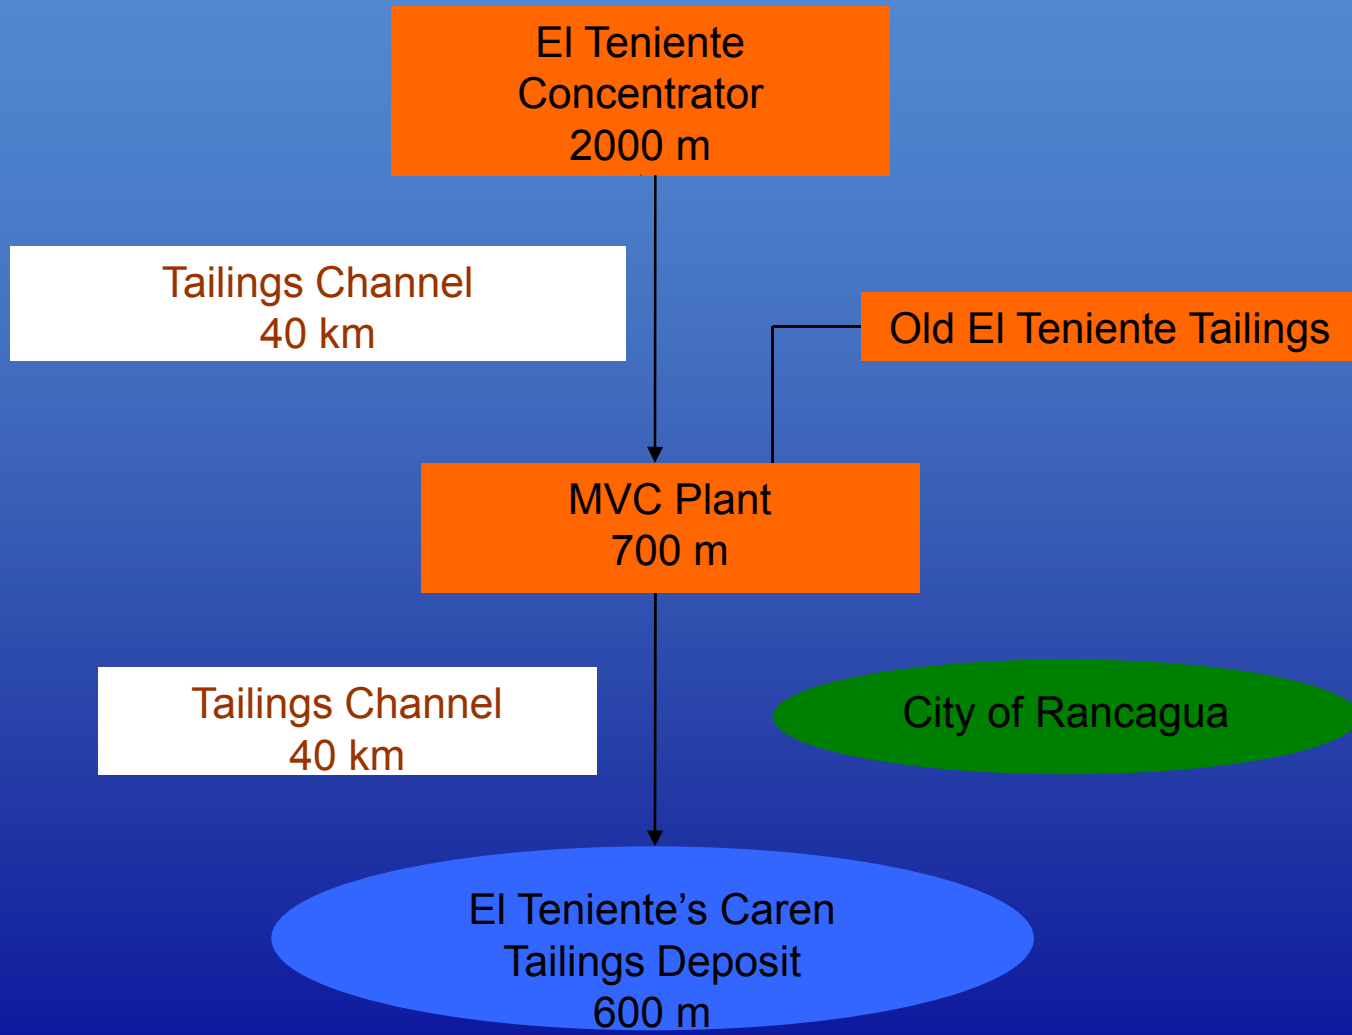 El Teniente
Concentrator
2000 m
Tailings Channel
40 km
Old El Teniente Tailings
MVC Plant
700 m
Tailings Channel
40 km
City of Rancagua
El Teniente’s Caren
Tailings Deposit
600 m